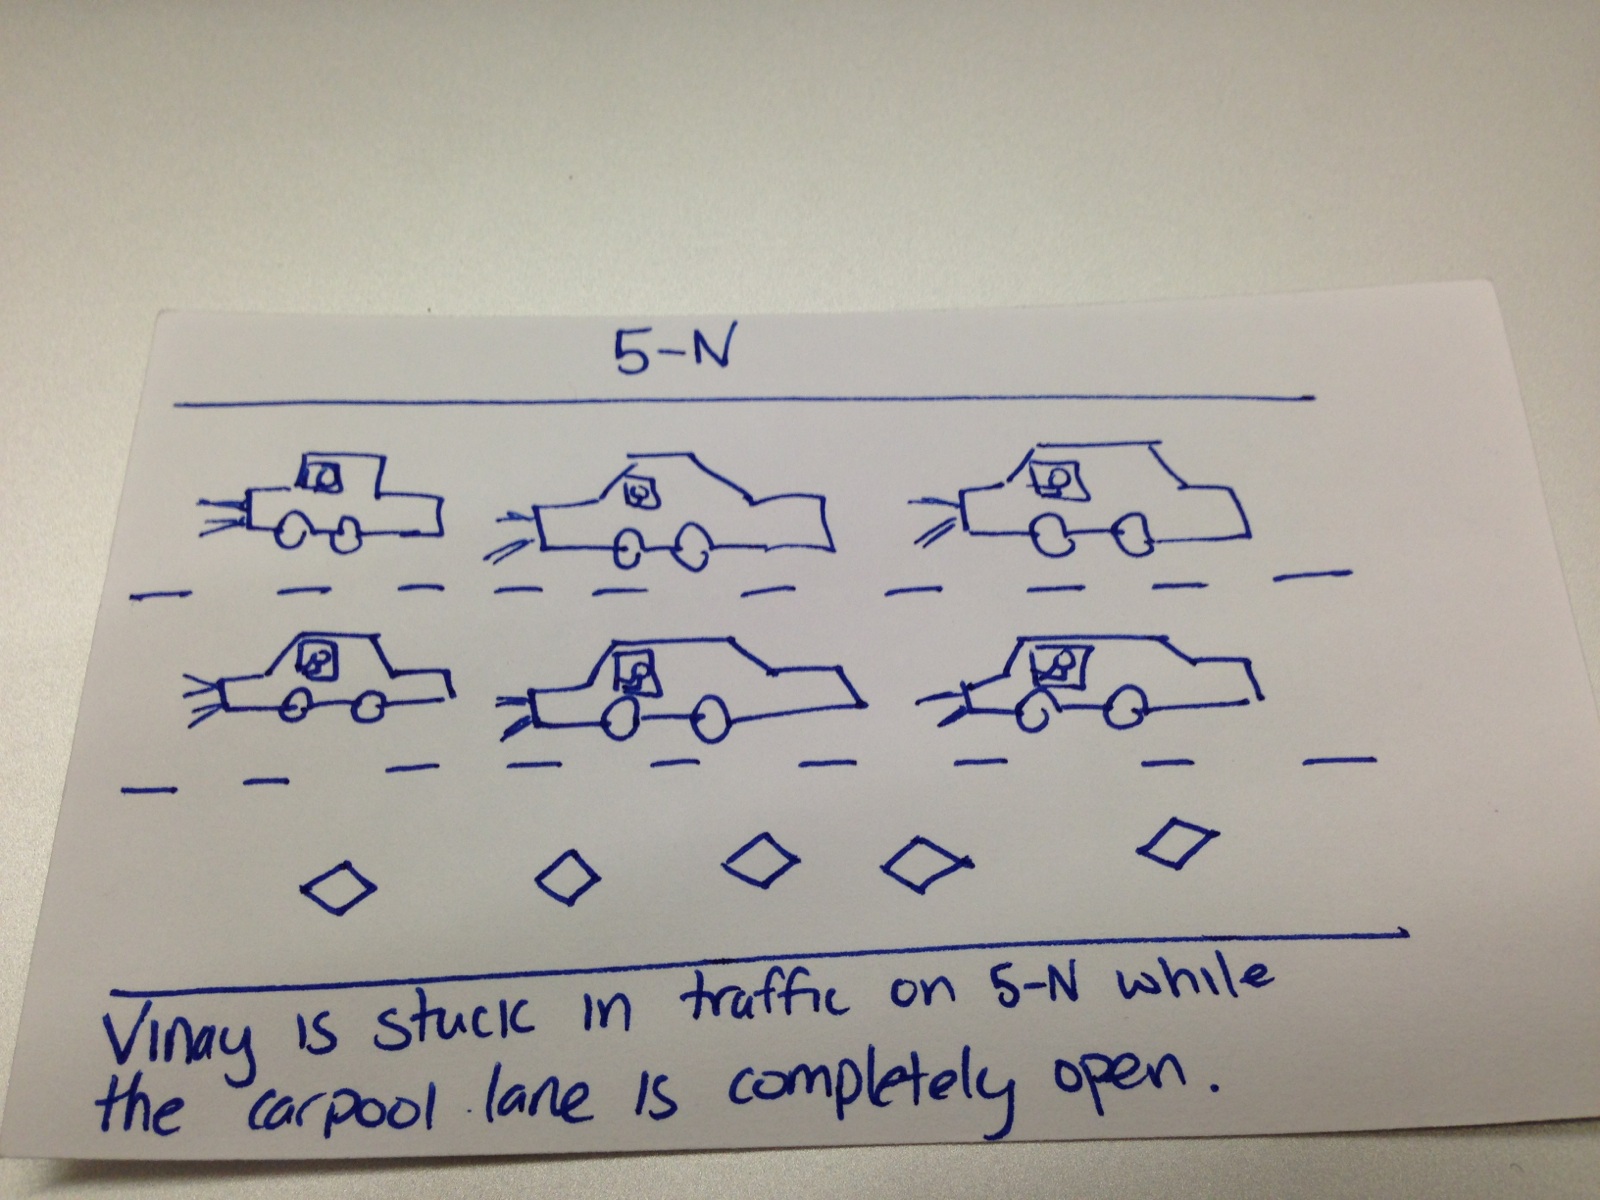 5-N
Vinay is stuck in traffic on 5-N while
the carpool lane is completely open.